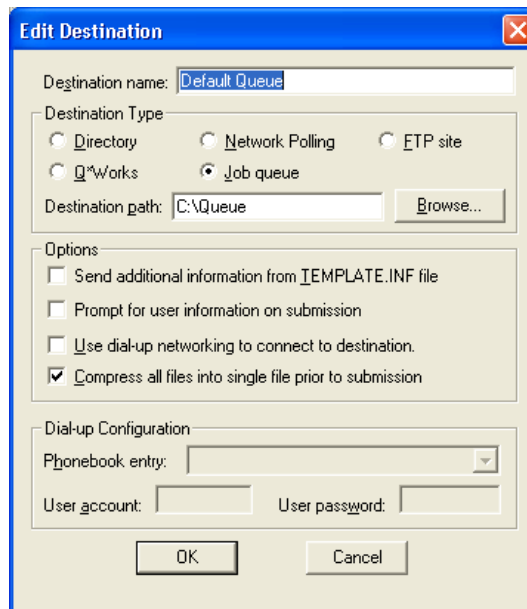 Edit Destination
Destination name: Default Queue
Destination Type
Directory Network Polling FTP site
Q*Works Job queue
Destination path: C:\Queue Browse...
Options
Send additional information from TEMPLATE.INF file
Prompt for user information on submission
Use dial-up networking to connect to destination.
Compress all files into single file prior to submission
Dial-up Configuration
Phonebook entry:
User account: User password:
OK Cancel